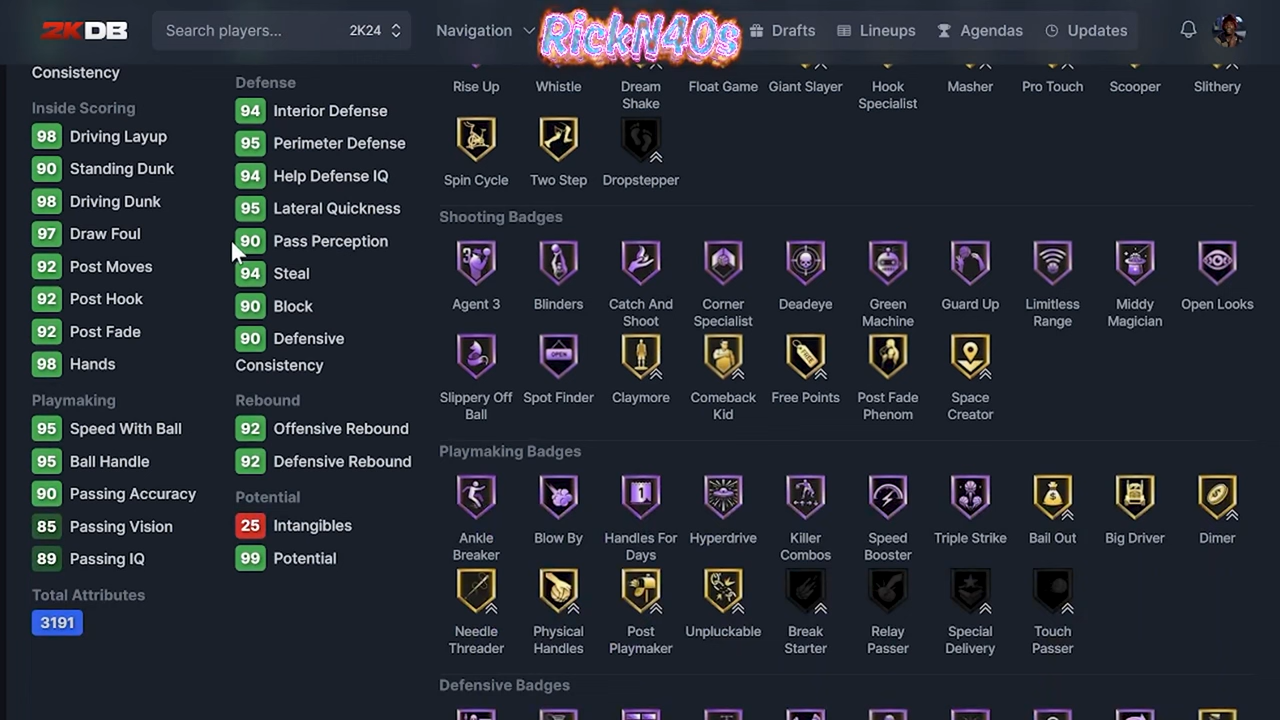 2KDB
Search players...
2K24
Navigation
RickN40s
Drafts
Lineups
Agendas
Updates
Consistency
Inside Scoring
98 Driving Layup
90 Standing Dunk
98 Driving Dunk
97 Draw Foul
92 Post Moves
92 Post Hook
92 Post Fade
98 Hands
Playmaking
95 Speed With Ball
95 Ball Handle
90 Passing Accuracy
85 Passing Vision
89 Passing IQ
Total Attributes
3191
Defense
94 Interior Defense
95 Perimeter Defense
94 Help Defense IQ
95 Lateral Quickness
90 Pass Perception
94 Steal
90 Block
90 Defensive
Consistency
Rebound
92 Offensive Rebound
92 Defensive Rebound
Potential
25 Intangibles
99 Potential
Rise Up
Whistle
Dream
Shake
Float Game
Giant Slayer
Hook
Specialist
Masher
Pro Touch
Scooper
Slithery
Spin Cycle
Two Step
Dropstepper
Shooting Badges
3
Agent 3
Blinders
Catch And
Shoot
Corner
Specialist
Deadeye
Green
Machine
Guard Up
Limitless
Range
Middy
Magician
Open Looks
Slippery Off
Ball
OPEN
Spot Finder
Claymore
Comeback
Kid
FREE
Free Points
Post Fade
Phenom
Space
Creator
Playmaking Badges
Ankle
Breaker
Blow By
1
Handles For
Days
Hyperdrive
Killer
Combos
Speed
Booster
Triple Strike
$
Bail Out
Big Driver
Dimer
Needle
Threader
Physical
Handles
Post
Playmaker
Unpluckable
Break
Starter
Relay
Passer
Special
Delivery
Touch
Passer
Defensive Badges